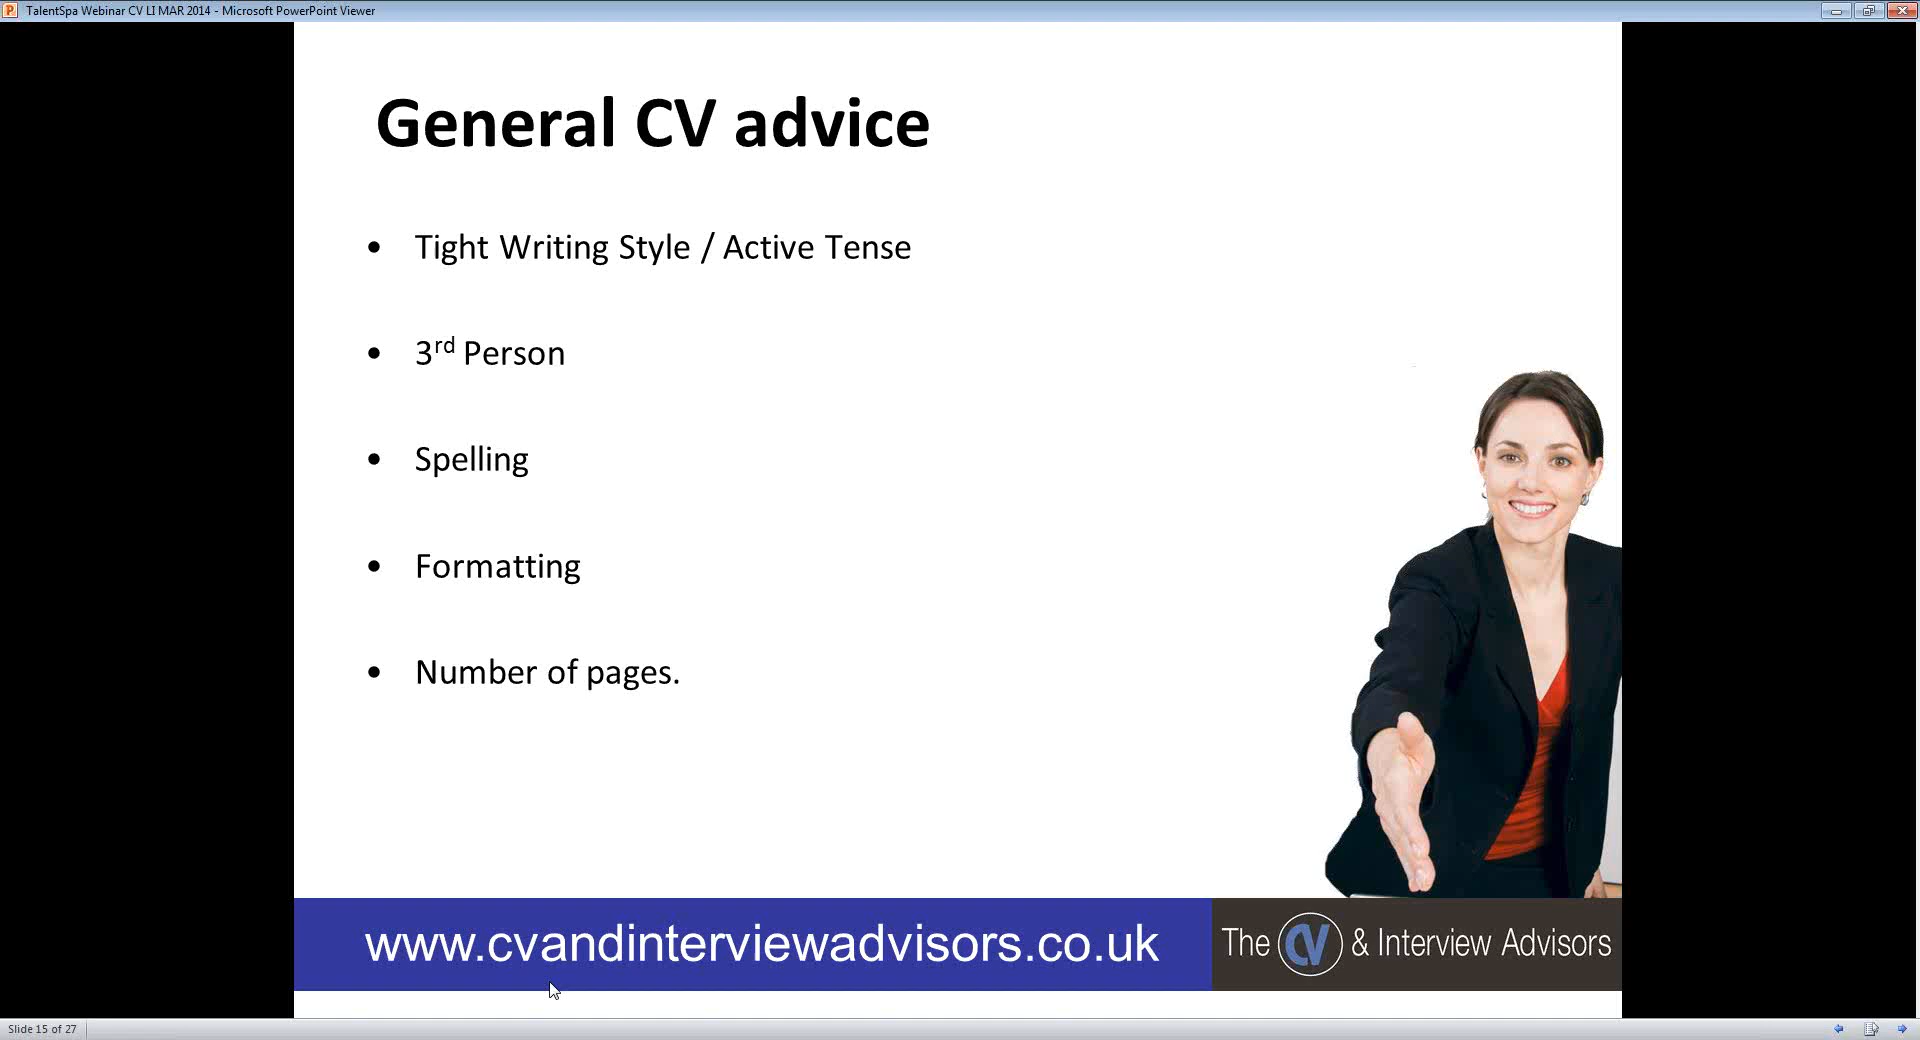 TalentSpa Webinar CV LI MAR 2014 - Microsoft PowerPoint Viewer
General CV advice
• Tight Writing Style / Active Tense
• 3rd Person
• Spelling
• Formatting
• Number of pages.
www.cvandinterviewadvisors.co.uk
The CV & Interview Advisors
Slide 15 of 27